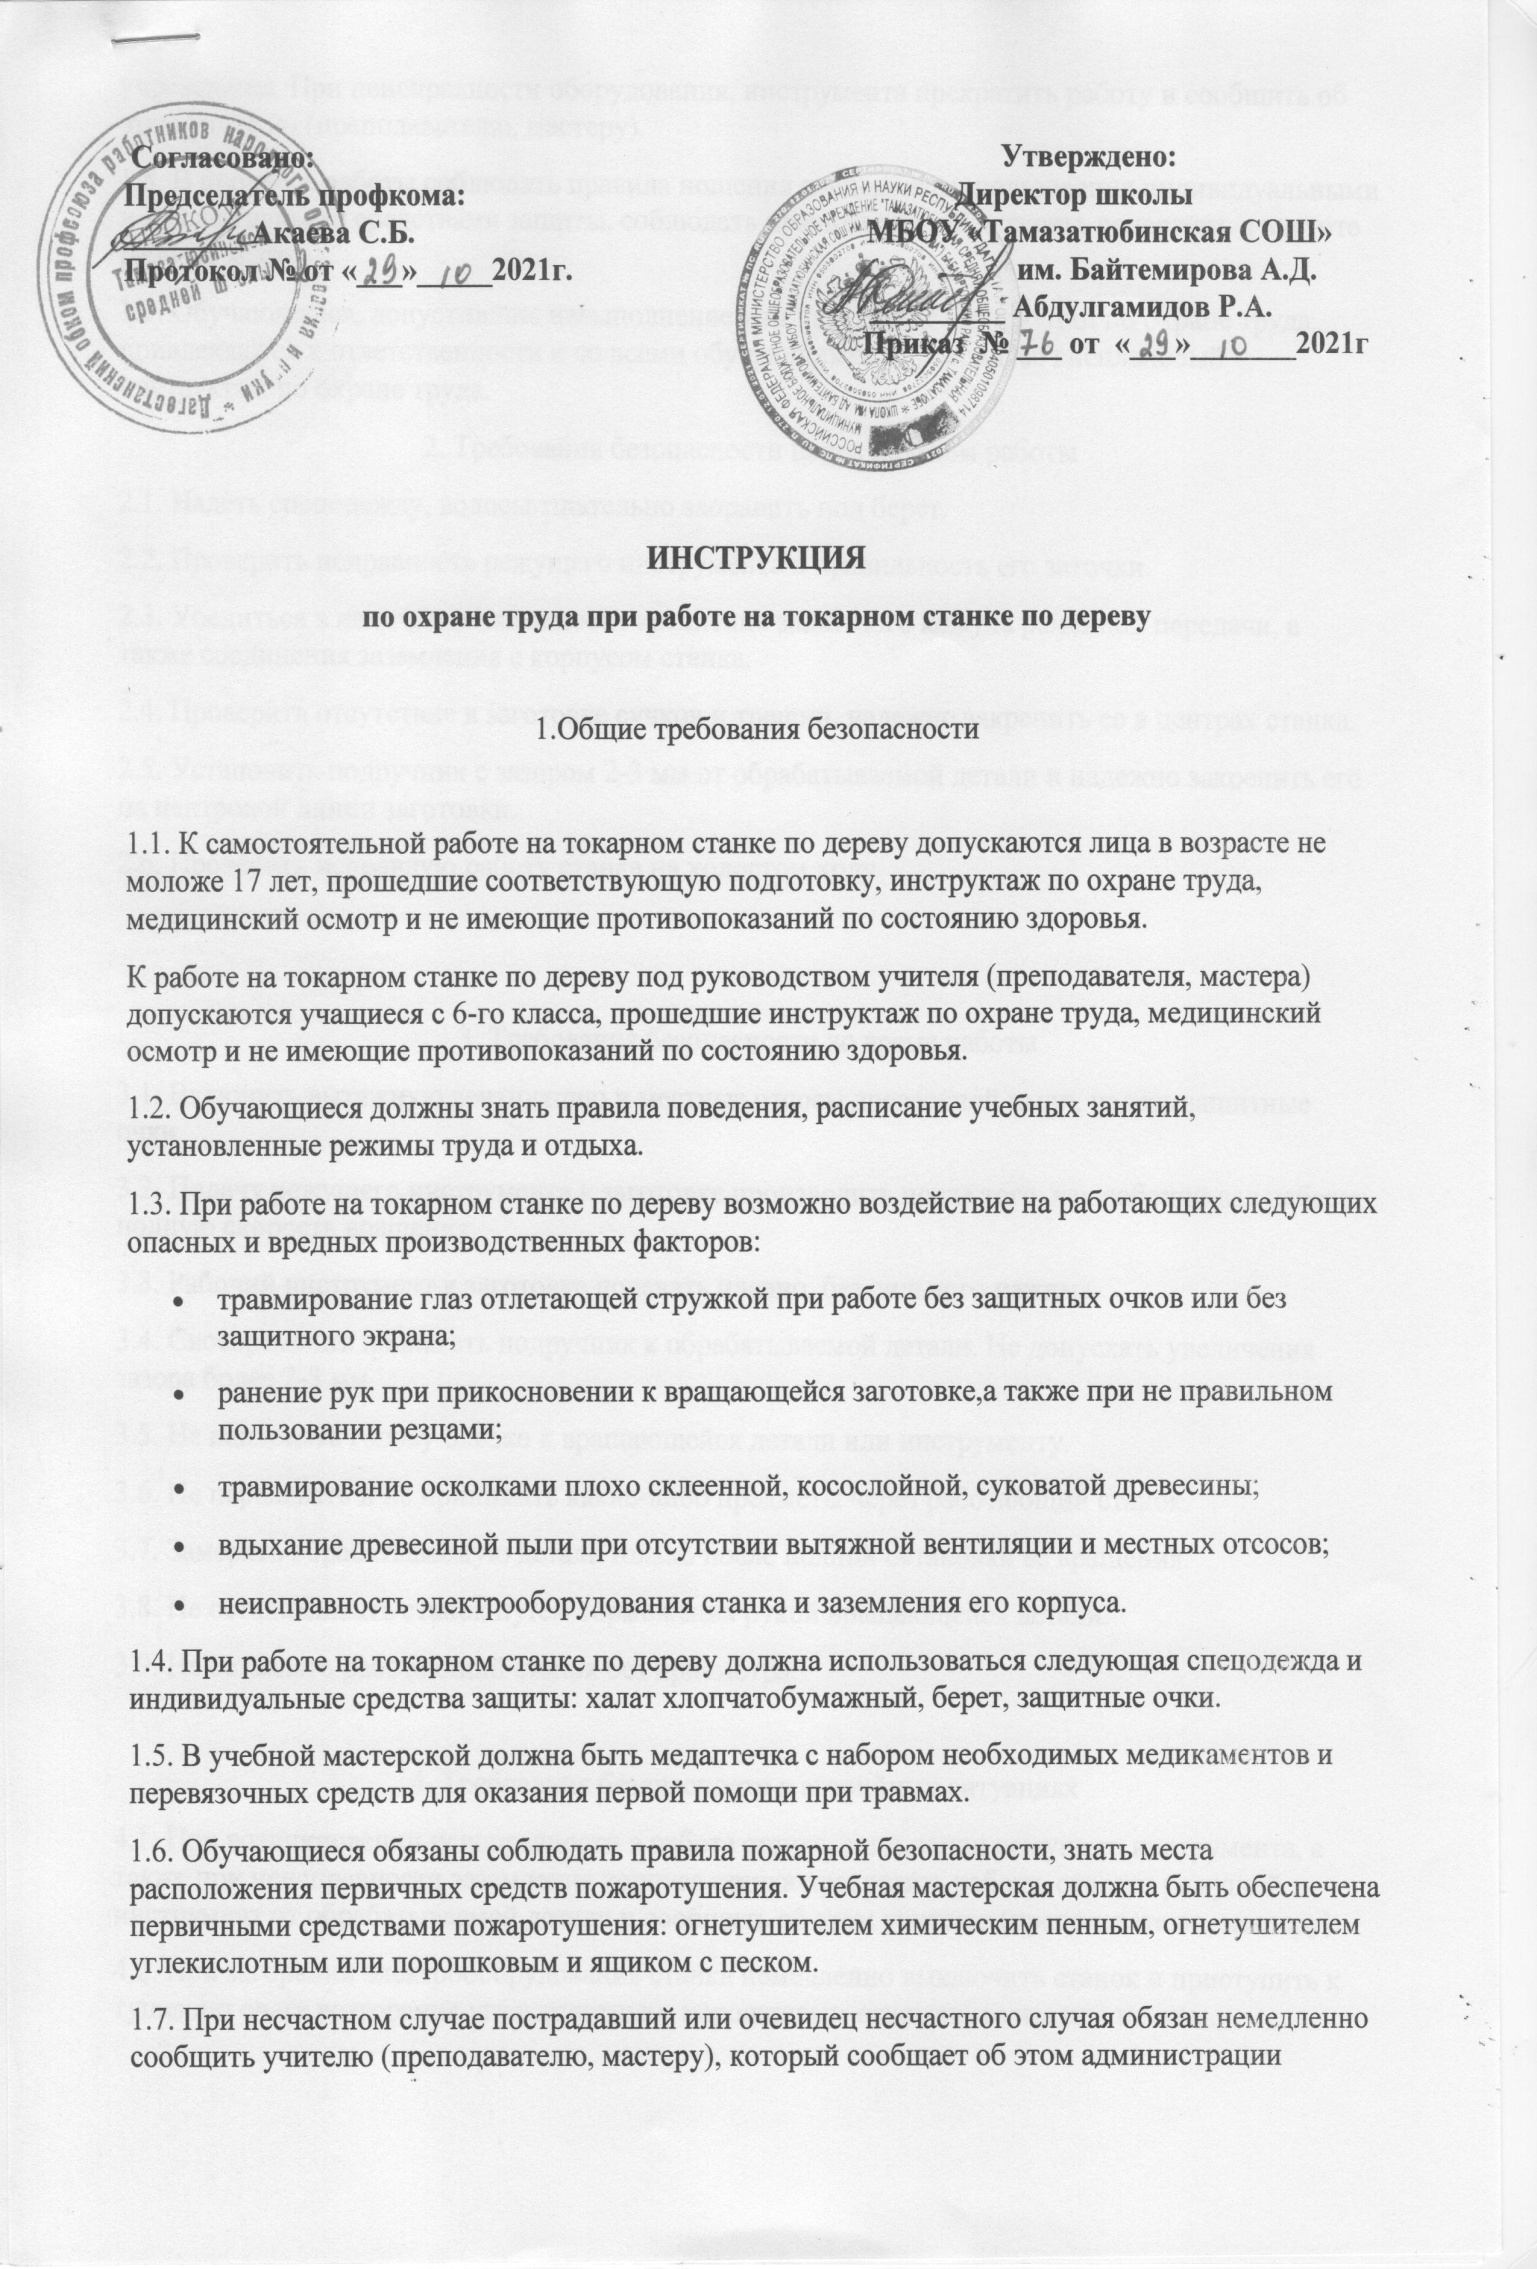 Согласовано:
Председатель профкома:
Акаева С.Б.
Протокол № от «29» 10 2021г.
Утверждено:
Директор школы
МБОУ «Тамазатюбинская СОШ»
им. Байтемирова А.Д.
Абдулгамидов Р.А.
Приказ № 76 от «29» 10 2021г
ИНСТРУКЦИЯ
по охране труда при работе на токарном станке по дереву
1.Общие требования безопасности
1.1. К самостоятельной работе на токарном станке по дереву допускаются лица в возрасте не
моложе 17 лет, прошедшие соответствующую подготовку, инструктаж по охране труда,
медицинский осмотр и не имеющие противопоказаний по состоянию здоровья.
К работе на токарном станке по дереву под руководством учителя (преподавателя, мастера)
допускаются учащиеся с 6-го класса, прошедшие инструктаж по охране труда, медицинский
осмотр и не имеющие противопоказаний по состоянию здоровья.
1.2. Обучающиеся должны знать правила поведения, расписание учебных занятий,
установленные режимы труда и отдыха.
1.3. При работе на токарном станке по дереву возможно воздействие на работающих следующих
опасных и вредных производственных факторов:
• травмирование глаз отлетающей стружкой при работе без защитных очков или без
защитного экрана;
• ранение рук при прикосновении к вращающейся заготовке,а также при не правильном
пользовании резцами;
• травмирование осколками плохо склеенной, косослойной, суковатой древесины;
• вдыхание древесиной пыли при отсутствии вытяжной вентиляции и местных отсосов;
• неисправность электрооборудования станка и заземления его корпуса.
1.4. При работе на токарном станке по дереву должна использоваться следующая спецодежда и
индивидуальные средства защиты: халат хлопчатобумажный, берет, защитные очки.
1.5. В учебной мастерской должна быть медаптечка с набором необходимых медикаментов и
перевязочных средств для оказания первой помощи при травмах.
1.6. Обучающиеся обязаны соблюдать правила пожарной безопасности, знать места
расположения первичных средств пожаротушения. Учебная мастерская должна быть обеспечена
первичными средствами пожаротушения: огнетушителем химическим пенным, огнетушителем
углекислотным или порошковым и ящиком с песком.
1.7. При несчастном случае пострадавший или очевидец несчастного случая обязан немедленно
сообщить учителю (преподавателю, мастеру), который сообщает об этом администрации